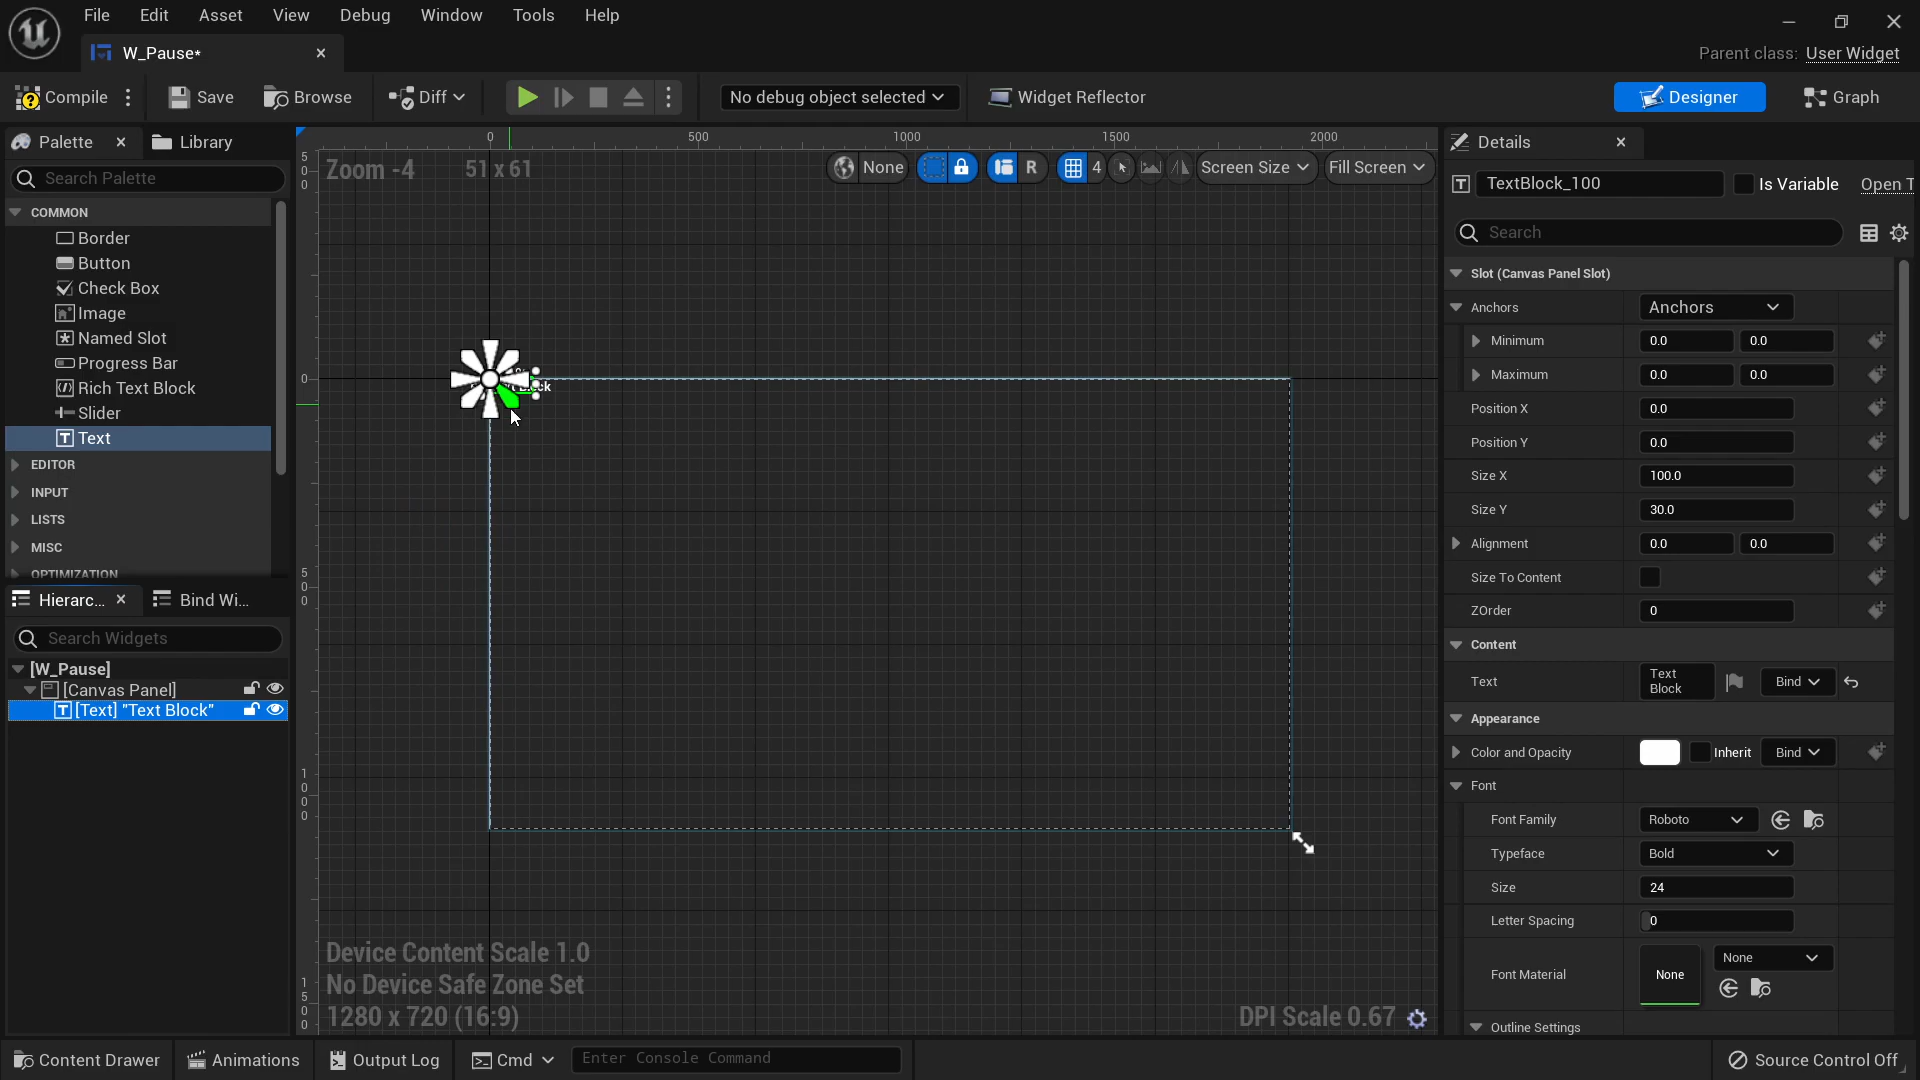 File Edit Asset View Debug Window Tools Help
W_Pause*
Parent class: User Widget
Compile Save Browse Diff No debug object selected Widget Reflector Designer Graph
Palette Library
Search Palette
COMMON
Border
Button
Check Box
Image
Named Slot
Progress Bar
Rich Text Block
Slider
Text
EDITOR
INPUT
LISTS
MISC
OPTIMIZATION
Hierarc... Bind Wi...
Search Widgets
[W_Pause]
[Canvas Panel]
[Text] "Text Block"
0 500 1000 1500 2000
Zoom -4 51 x 61 None R 4 Screen Size Fill Screen
500
0
500
1000
1500
Device Content Scale 1.0
No Device Safe Zone Set
1280 x 720 (16:9)
DPI Scale 0.67
Details
TextBlock_100 Is Variable Open T
Search
Slot (Canvas Panel Slot)
Anchors Anchors
Minimum 0.0 0.0
Maximum 0.0 0.0
Position X 0.0
Position Y 0.0
Size X 100.0
Size Y 30.0
Alignment 0.0 0.0
Size To Content
ZOrder 0
Content
Text Text Block Bind
Appearance
Color and Opacity Inherit Bind
Font
Font Family Roboto
Typeface Bold
Size 24
Letter Spacing 0
Font Material None None
Outline Settings
Content Drawer Animations Output Log Cmd Enter Console Command Source Control Off